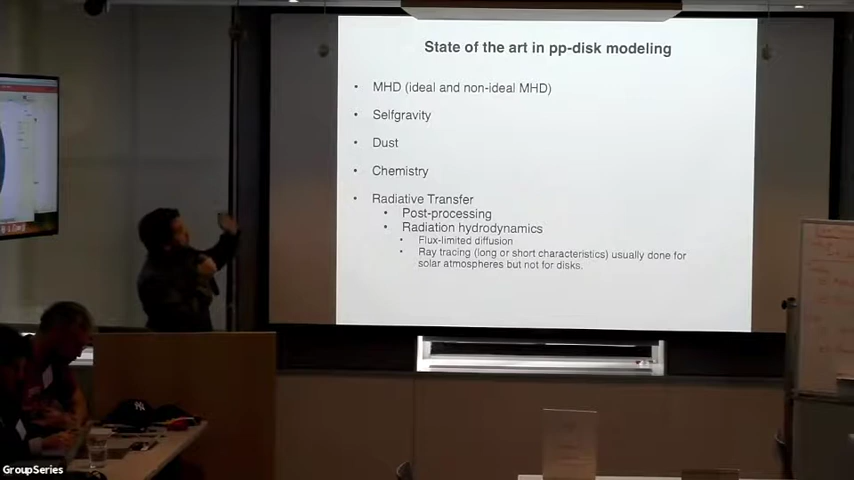 State of the art in pp-disk modeling
• MHD (ideal and non-ideal MHD)
• Selfgravity
• Dust
• Chemistry
• Radiative Transfer
• Post-processing
• Radiation hydrodynamics
• Flux-limited diffusion
• Ray tracing (long or short characteristics) usually done for
solar atmospheres but not for disks.
GroupSeries